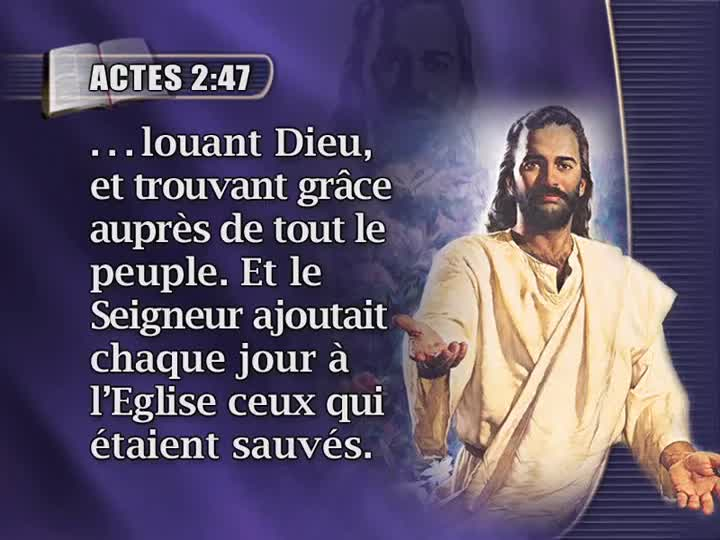 ACTES 2:47
...louant Dieu,
et trouvant grâce
auprès de tout le
peuple. Et le
Seigneur ajoutait
chaque jour à
l’Eglise ceux qui
étaient sauvés.